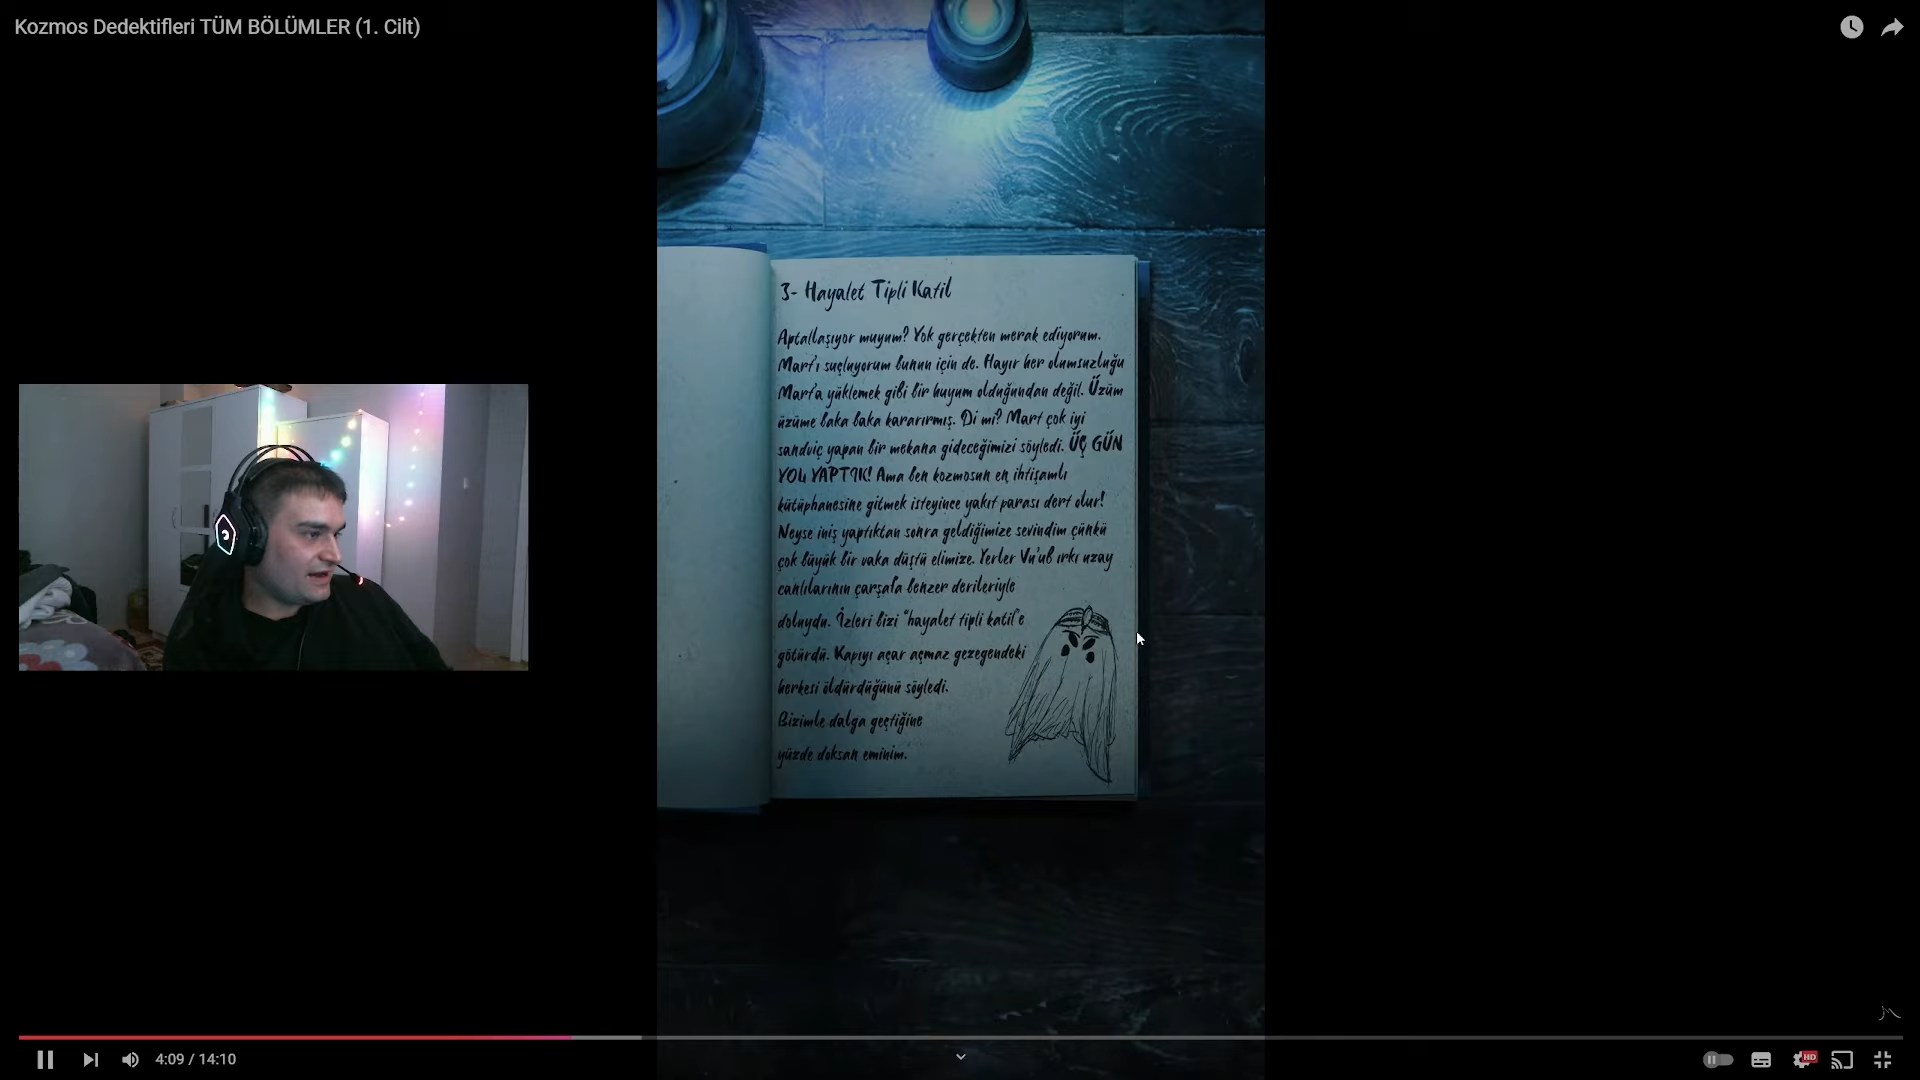 Kozmos Dedektifleri TÜM BÖLÜMLER (1. Cilt)
3- Hayalet Tipli Katil
Aptallaşıyor muyum? Yok gerçekten merak ediyorum.
Mart'ı suçluyorum bunun için de. Hayır her olumsuzluğu
Mart'a yüklemek gibi bir huyum olduğundan değil. Üzüm
üzüme baka baka kararırmış. Di mi? Mart çok iyi
sandviç yapan bir mekana gideceğimizi söyledi. ÜÇ GÜN
YOL YAPTIK! Ama ben kozmosun en ihtişamlı
kütüphanesine gitmek isteyince yakıt parası dert olur!
Neyse iniş yaptıktan sonra geldiğimize sevindim çünkü
çok büyük bir vaka düştü elimize. Yerler Vu'uB ırkı uzay
canlılarının çarşafa benzer derileriyle
doluydu. İzleri bizi "hayalet tipli katil"e
götürdü. Kapıyı açar açmaz gezegendeki
herkesi öldürdüğünü söyledi.
Bizimle dalga geçtiğine
yüzde doksan eminim.
4:09 / 14:10
HD